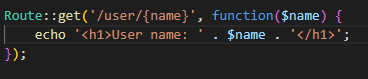 Route::get('/user/{name}', function($name) {
    echo '<h1>User name: ' . $name . '</h1>';
});